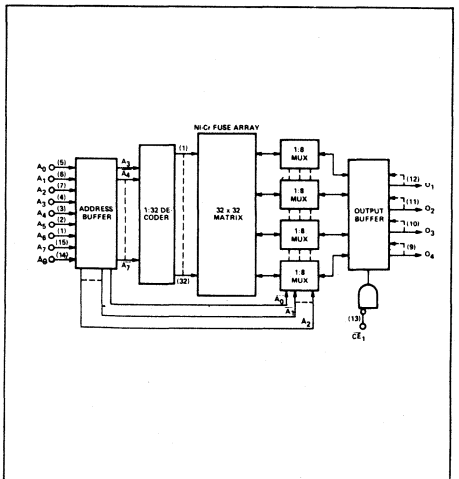 Ni-Cr FUSE ARRAY
A0 (5)
A1 (6)
A2 (7)
A3 (4)
A4 (3)
A5 (2)
A6 (1)
A7 (15)
A8 (14)
ADDRESS
BUFFER
A3
A4
A7
1:32 DE-
CODER
(1)
(32)
32 x 32
MATRIX
1:8
MUX
1:8
MUX
1:8
MUX
1:8
MUX
A0
A1
A2
OUTPUT
BUFFER
(12)
O1
(11)
O2
(10)
O3
(9)
O4
(13)
CE1